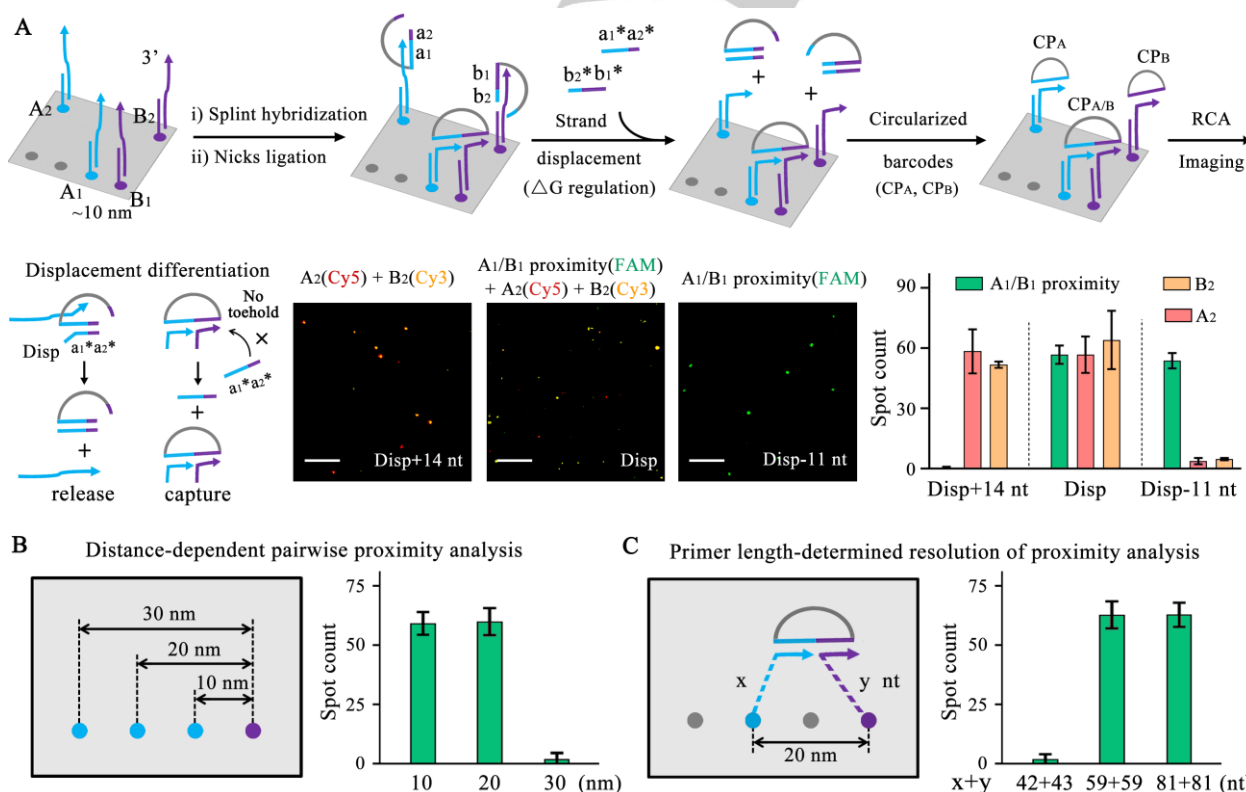 A
A2
3'
B2
A1
B1
~10 nm
i) Splint hybridization
ii) Nicks ligation
a2
a1
b1
b2
a1*a2*
b2*b1*
Strand
displacement
(△G regulation)
+
+
Circularized
barcodes
(CPA, CPB)
CPA
CPB
CPA/B
RCA
Imaging
Displacement differentiation
No
toehold
×
Disp
a1*a2*
a1*a2*
+
+
release
capture
A2(Cy5) + B2(Cy3)
Disp+14 nt
A1/B1 proximity(FAM)
+ A2(Cy5) + B2(Cy3)
Disp
A1/B1 proximity(FAM)
Disp-11 nt
Spot count
90
60
30
0
A1/B1 proximity
B2
A2
Disp+14 nt
Disp
Disp-11 nt
B
Distance-dependent pairwise proximity analysis
30 nm
20 nm
10 nm
Spot count
75
50
25
0
10 20 30 (nm)
C
Primer length-determined resolution of proximity analysis
x
y nt
20 nm
Spot count
75
50
25
0
x+y 42+43 59+59 81+81 (nt